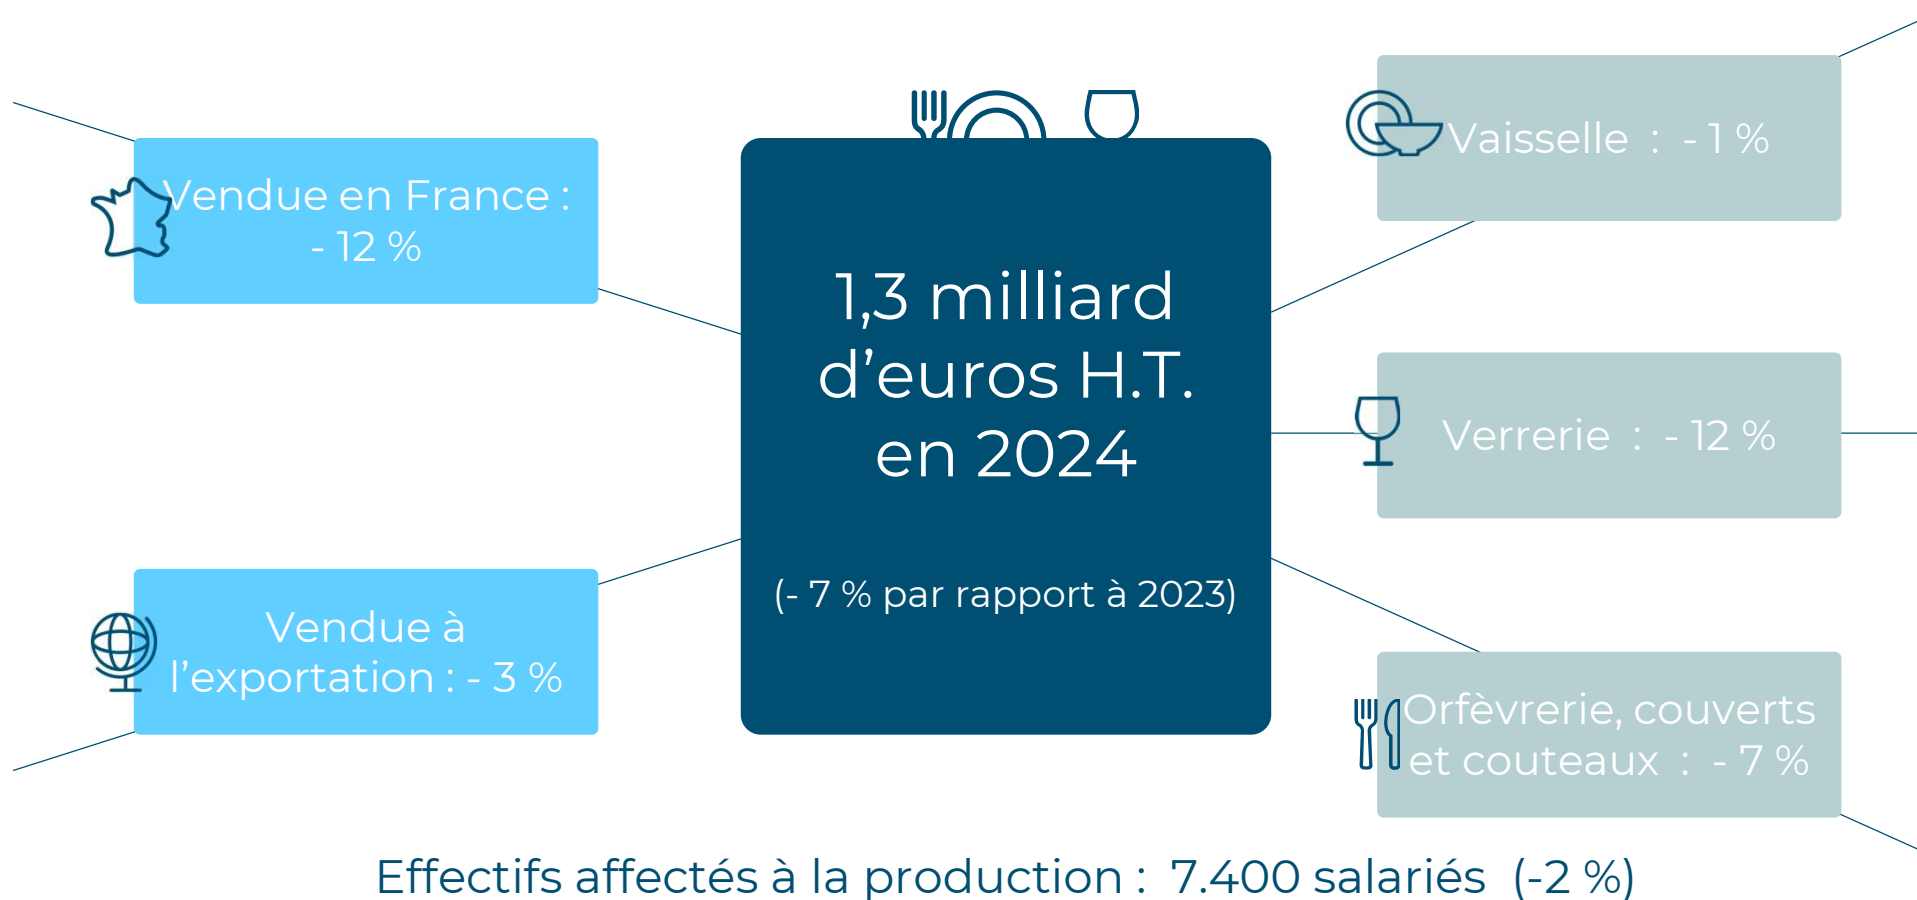 Vendue en France :
- 12 %
Vendue à
l’exportation : - 3 %
1,3 milliard
d’euros H.T.
en 2024
(- 7 % par rapport à 2023)
Vaisselle : - 1 %
Verrerie : - 12 %
Orfèvrerie, couverts
et couteaux : - 7 %
Effectifs affectés à la production : 7.400 salariés (-2 %)